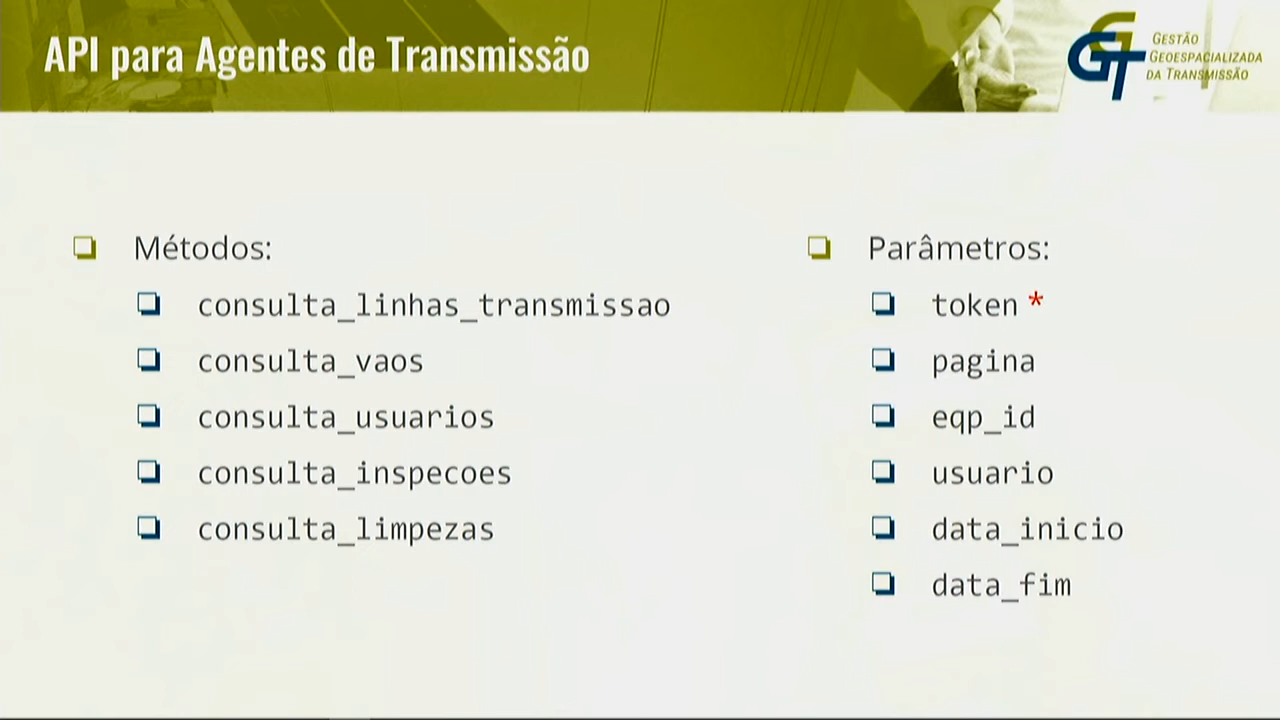 API para Agentes de Transmissão
GESTÃO
GEOESPACIALIZADA
DA TRANSMISSÃO
Métodos:
consulta_linhas_transmissao
consulta_vaos
consulta_usuarios
consulta_inspecoes
consulta_limpezas
Parâmetros:
token *
pagina
eqp_id
usuario
data_inicio
data_fim